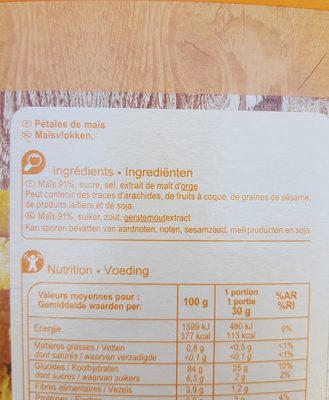 Pétales de maïs
Maïsvlokken.
Ingrédients • Ingrediënten
Maïs 91%, sucre, sel, extrait de malt d'orge.
Peut contenir des traces d'arachides, de fruits à coque, de graines de sésame,
de produits laitiers et de soja.
Maïs 91%, suiker, zout, gerstemoutextract.
Kan sporen bevatten van aardnoten, noten, sesamzaad, melkproducten en soja.
Nutrition • Voeding
Valeurs moyennes pour : 100 g 1 portion %AR
Gemiddelde waarden per: 1 portie %RI
30 g
Energie 1599 kJ 480 kJ 6%
377 kcal 113 kcal
Matières grasses / Vetten 0,8 g <0,5 g <1%
dont saturés / waarvan verzadigde <0,1 g <0,1 g <1%
Glucides / Koolhydraten 84 g 25 g 10%
dont sucres / waarvan suikers 6,5 g 2 g 2%
Fibres alimentaires / Vezels 3,9 g 1,2 g
4%